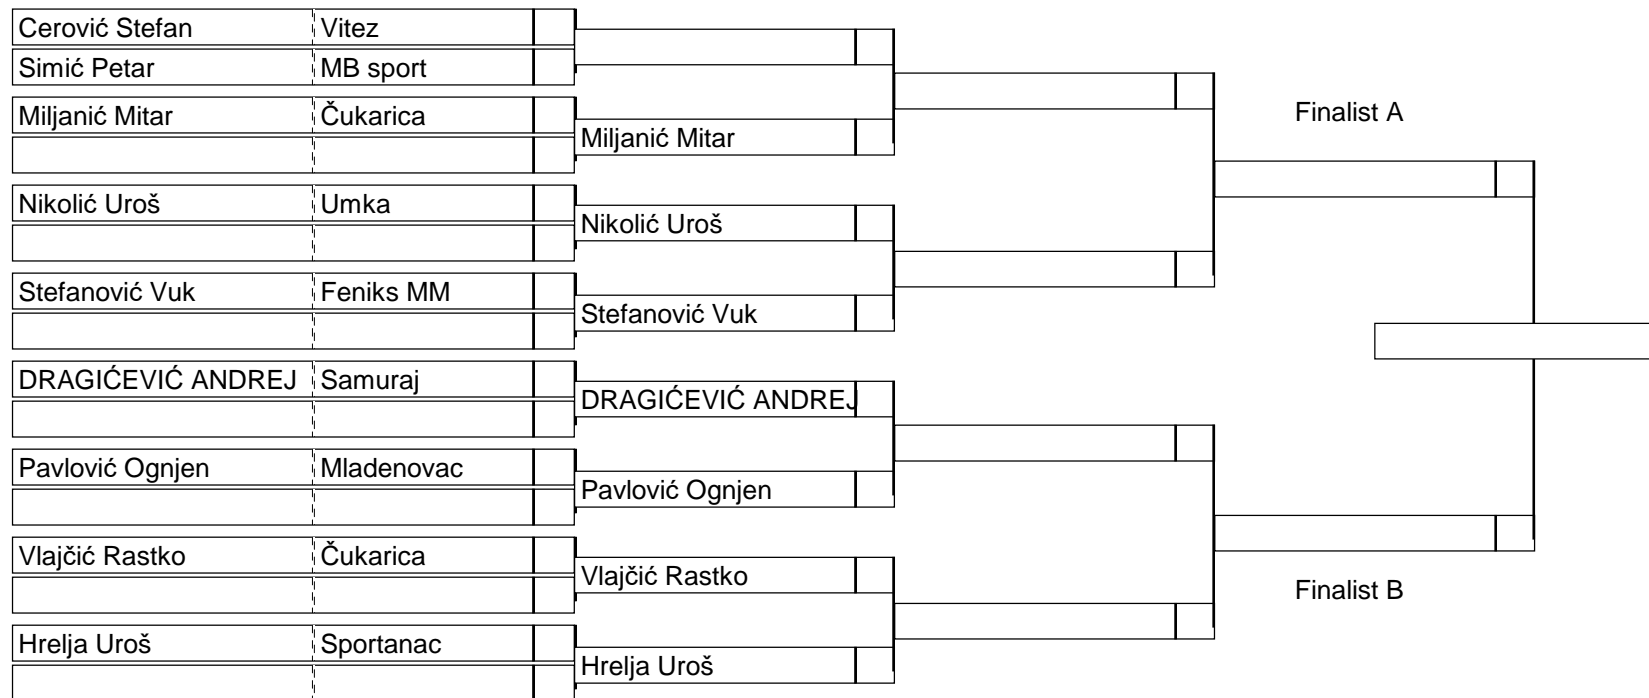 Cerović Stefan Vitez
Simić Petar MB sport
Miljanić Mitar Čukarica
Nikolić Uroš Umka
Stefanović Vuk Feniks MM
DRAGIĆEVIĆ ANDREJ Samuraj
Pavlović Ognjen Mladenovac
Vlajčić Rastko Čukarica
Hrelja Uroš Sportanac
Miljanić Mitar
Nikolić Uroš
Stefanović Vuk
DRAGIĆEVIĆ ANDREJ
Pavlović Ognjen
Vlajčić Rastko
Hrelja Uroš
Finalist A
Finalist B